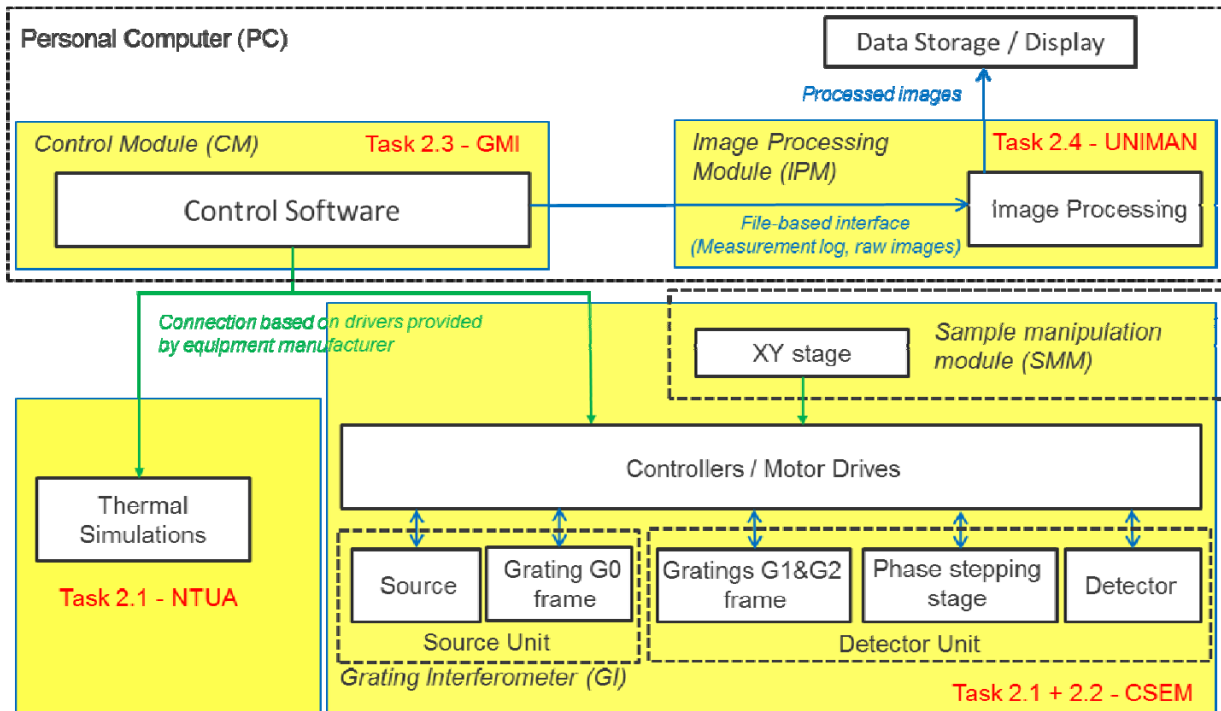 Personal Computer (PC)
Data Storage / Display
Processed images
Control Module (CM)
Task 2.3 - GMI
Control Software
Image Processing
Module (IPM)
Task 2.4 - UNIMAN
Image Processing
File-based interface
(Measurement log, raw images)
Connection based on drivers provided
by equipment manufacturer
XY stage
Sample manipulation
module (SMM)
Controllers / Motor Drives
Thermal
Simulations
Task 2.1 - NTUA
Source
Grating G0
frame
Source Unit
Gratings G1&G2
frame
Phase stepping
stage
Detector
Detector Unit
Grating Interferometer (GI)
Task 2.1 + 2.2 - CSEM